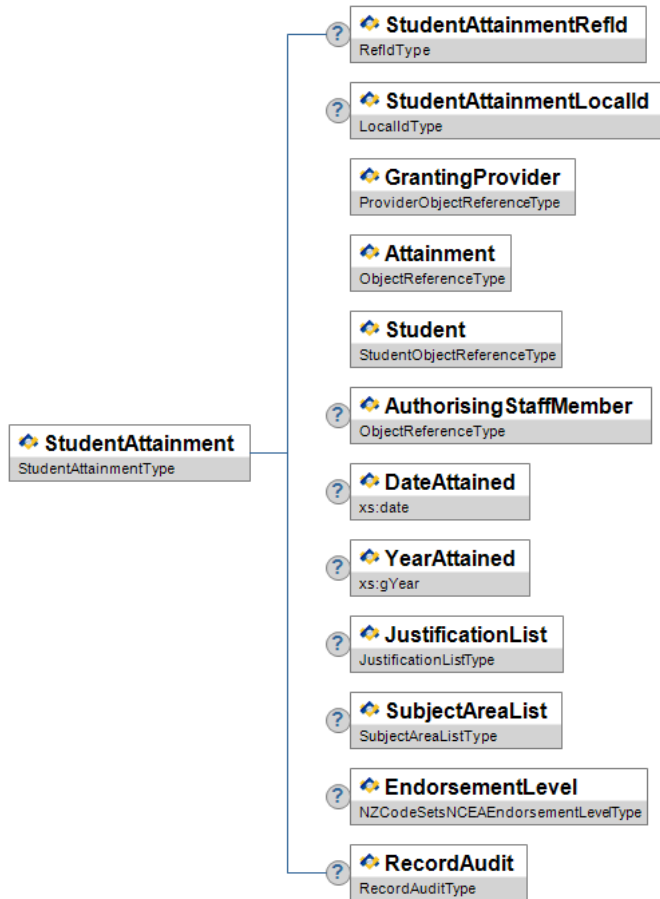 ?
StudentAttainmentRefId
RefIdType
?
StudentAttainmentLocalId
LocalIdType
GrantingProvider
ProviderObjectReferenceType
Attainment
ObjectReferenceType
Student
StudentObjectReferenceType
?
AuthorisingStaffMember
ObjectReferenceType
StudentAttainment
StudentAttainmentType
?
DateAttained
xs:date
?
YearAttained
xs:gYear
?
JustificationList
JustificationListType
?
SubjectAreaList
SubjectAreaListType
?
EndorsementLevel
NZCodeSetsNCEAEndorsementLevelType
?
RecordAudit
RecordAuditType